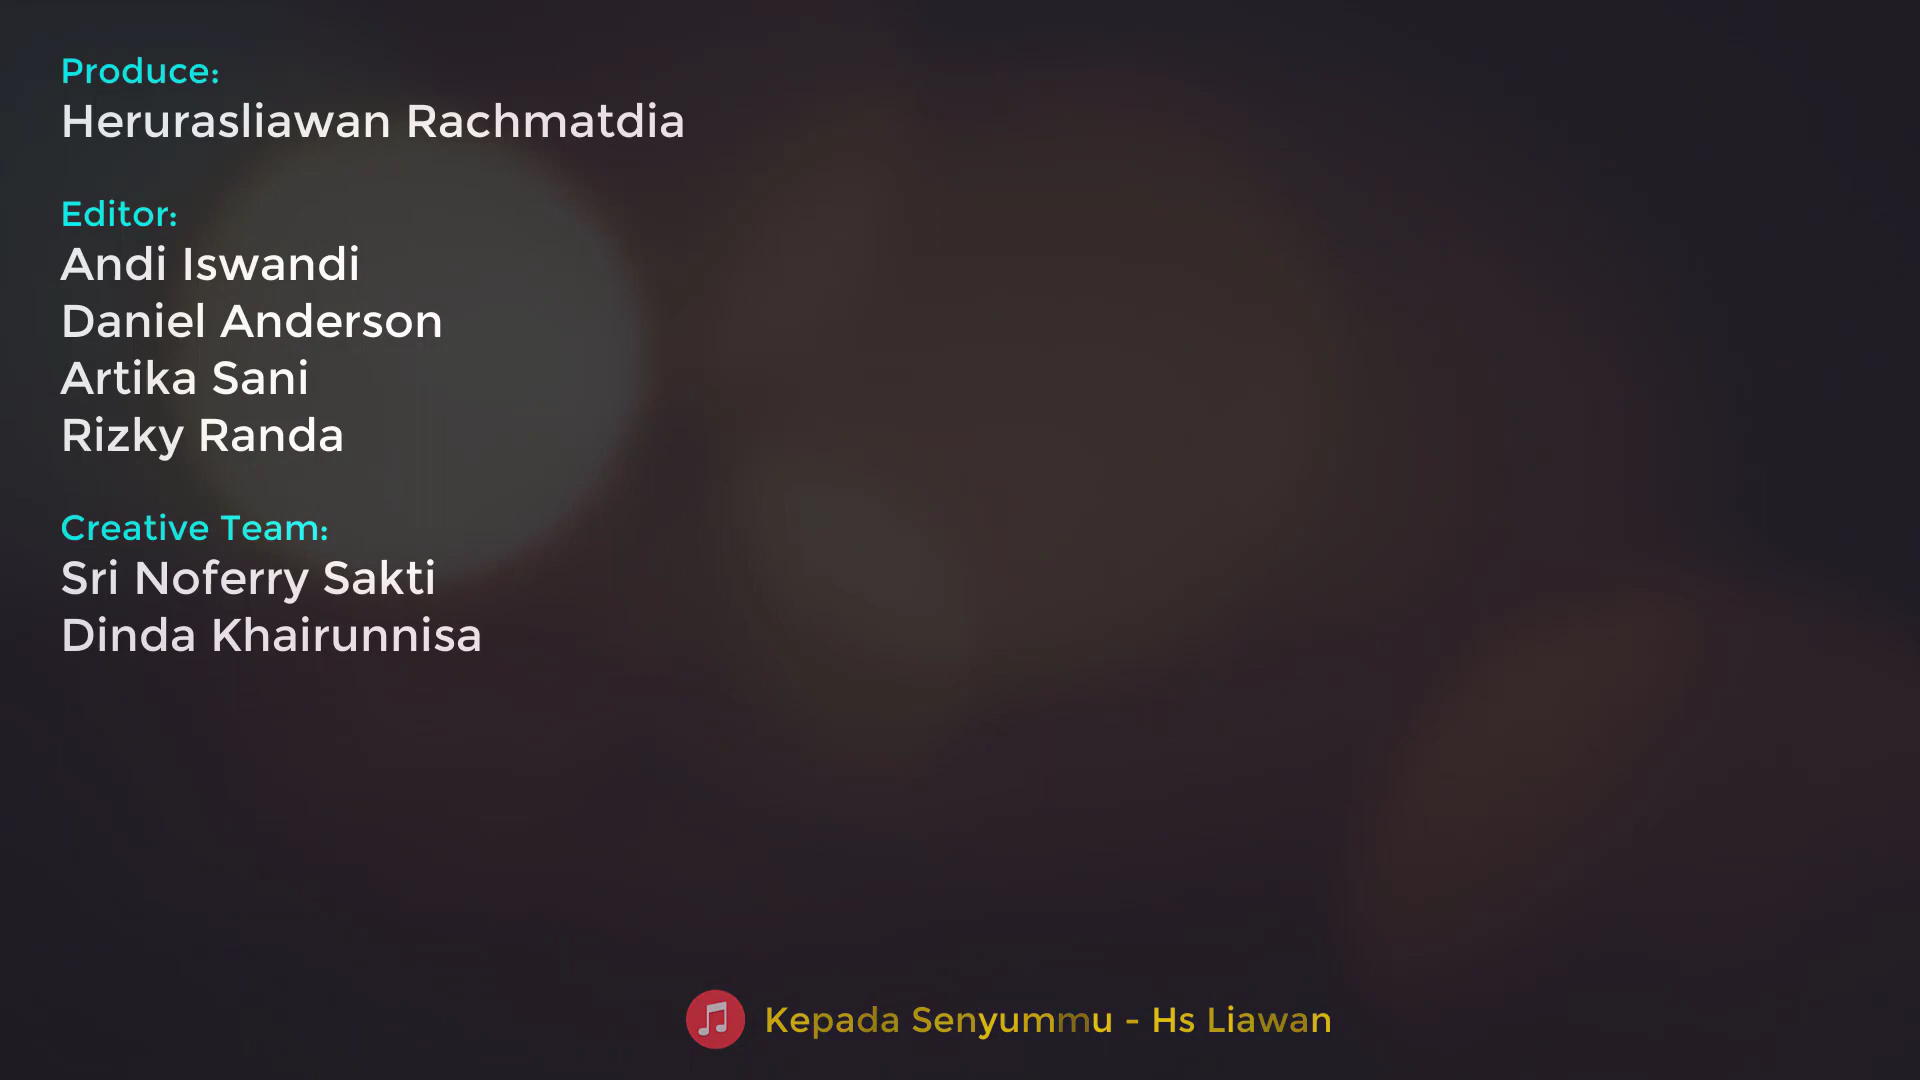 Produce:
Herurasliawan Rachmatdia
Editor:
Andi Iswandi
Daniel Anderson
Artika Sani
Rizky Randa
Creative Team:
Sri Noferry Sakti
Dinda Khairunnisa
Kepada Senyummu - Hs Liawan